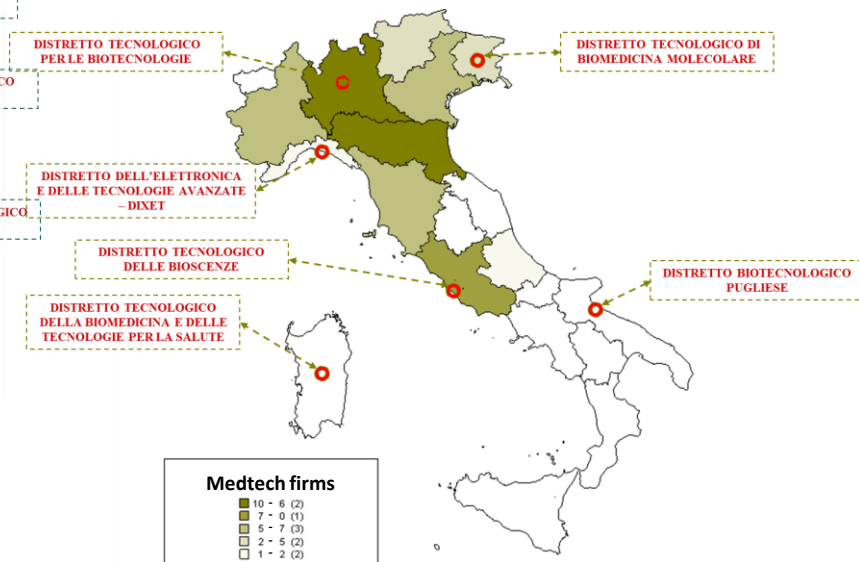 DISTRETTO TECNOLOGICO
PER LE BIOTECNOLOGIE
DISTRETTO TECNOLOGICO DI
BIOMEDICINA MOLECOLARE
CO
DISTRETTO DELL'ELETTRONICA
E DELLE TECNOLOGIE AVANZATE
– DIXET
GICO
DISTRETTO TECNOLOGICO
DELLE BIOSCENZE
DISTRETTO BIOTECNOLOGICO
PUGLIESE
DISTRETTO TECNOLOGICO
DELLA BIOMEDICINA E DELLE
TECNOLOGIE PER LA SALUTE
Medtech firms
10 - 6 (2)
7 - 0 (1)
5 - 7 (3)
2 - 5 (2)
1 - 2 (2)